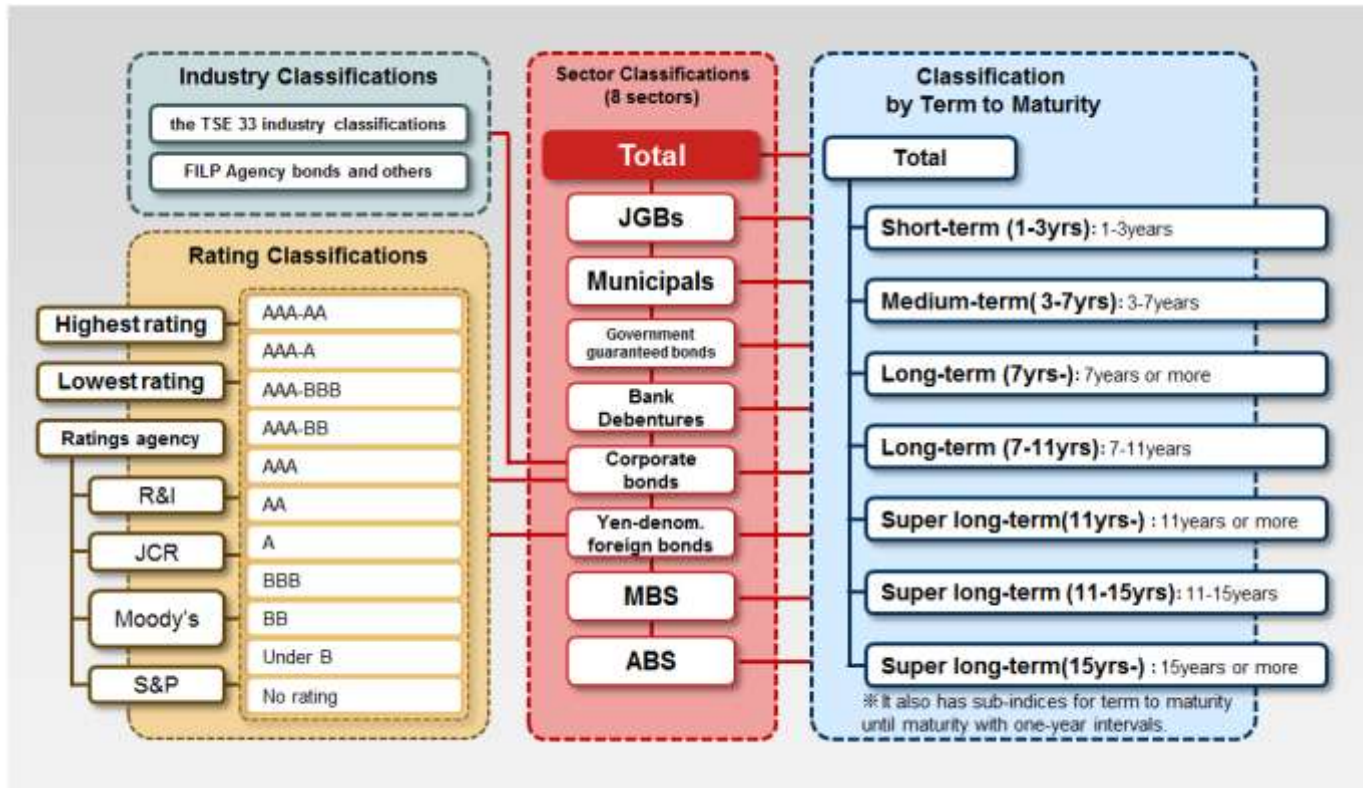 Industry Classifications
the TSE 33 industry classifications
FILP Agency bonds and others
Rating Classifications
Highest rating
Lowest rating
Ratings agency
R&I
JCR
Moody's
S&P
AAA-AA
AAA-A
AAA-BBB
AAA-BB
AAA
AA
A
BBB
BB
Under B
No rating
Sector Classifications
(8 sectors)
Total
JGBs
Municipals
Government
guaranteed bonds
Bank
Debentures
Corporate
bonds
Yen-denom.
foreign bonds
MBS
ABS
Classification
by Term to Maturity
Total
Short-term (1-3yrs): 1-3years
Medium-term( 3-7yrs): 3-7years
Long-term (7yrs-): 7years or more
Long-term (7-11yrs): 7-11years
Super long-term(11yrs-) : 11years or more
Super long-term (11-15yrs): 11-15years
Super long-term(15yrs-) : 15years or more
※It also has sub-indices for term to maturity
until maturity with one-year intervals.